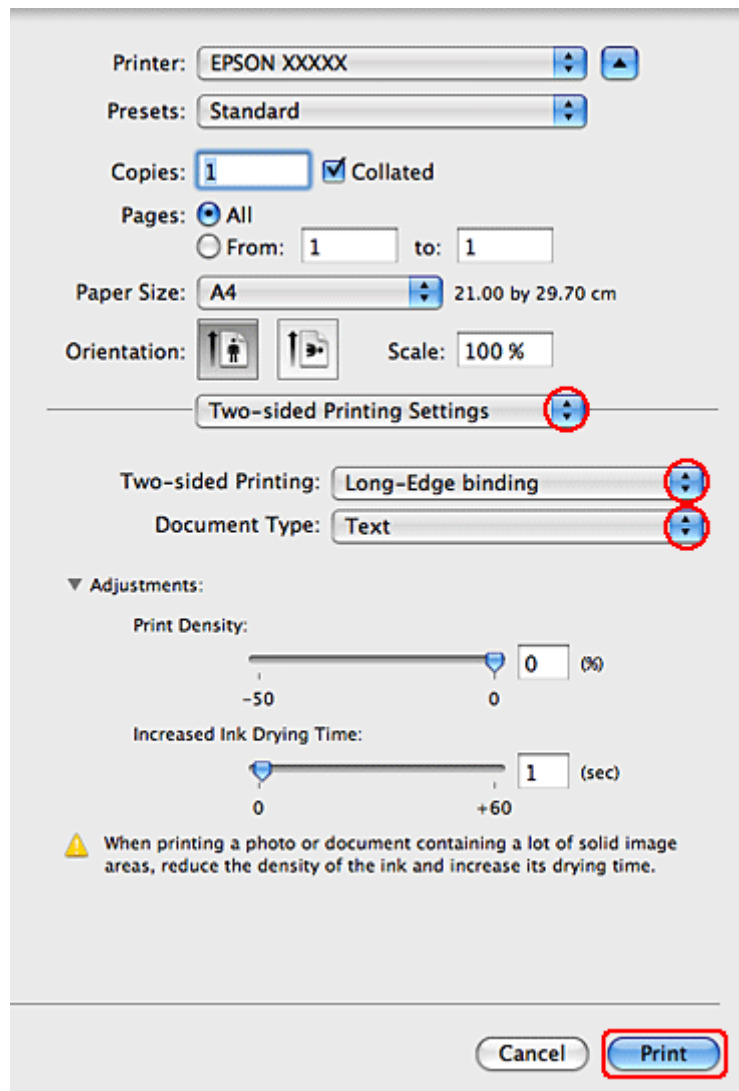 Printer: EPSON XXXXX
Presets: Standard
Copies: 1 Collated
Pages: All
From: 1 to: 1
Paper Size: A4 21.00 by 29.70 cm
Orientation: Scale: 100 %
Two-sided Printing Settings
Two-sided Printing: Long-Edge binding
Document Type: Text
Adjustments:
Print Density:
0 (%)
-50 0
Increased Ink Drying Time:
1 (sec)
0 +60
When printing a photo or document containing a lot of solid image
areas, reduce the density of the ink and increase its drying time.
Cancel Print